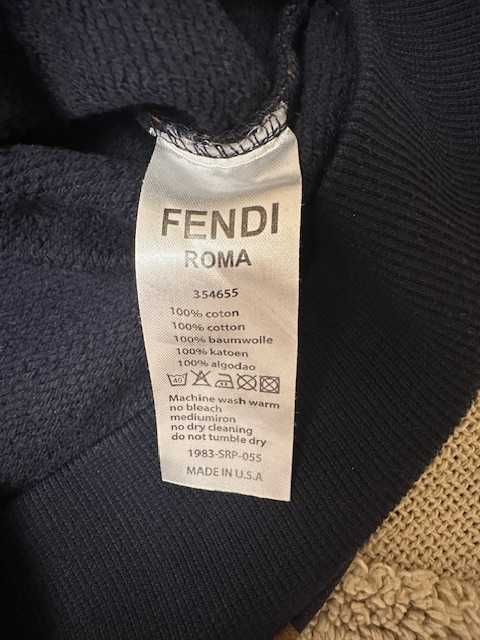 FENDI
ROMA
354655
100% coton
100% cotton
100% baumwolle
100% katoen
100% algodao
40
Machine wash warm
no bleach
mediumiron
no dry cleaning
do not tumble dry
1983-SRP-055
MADE IN U.S.A